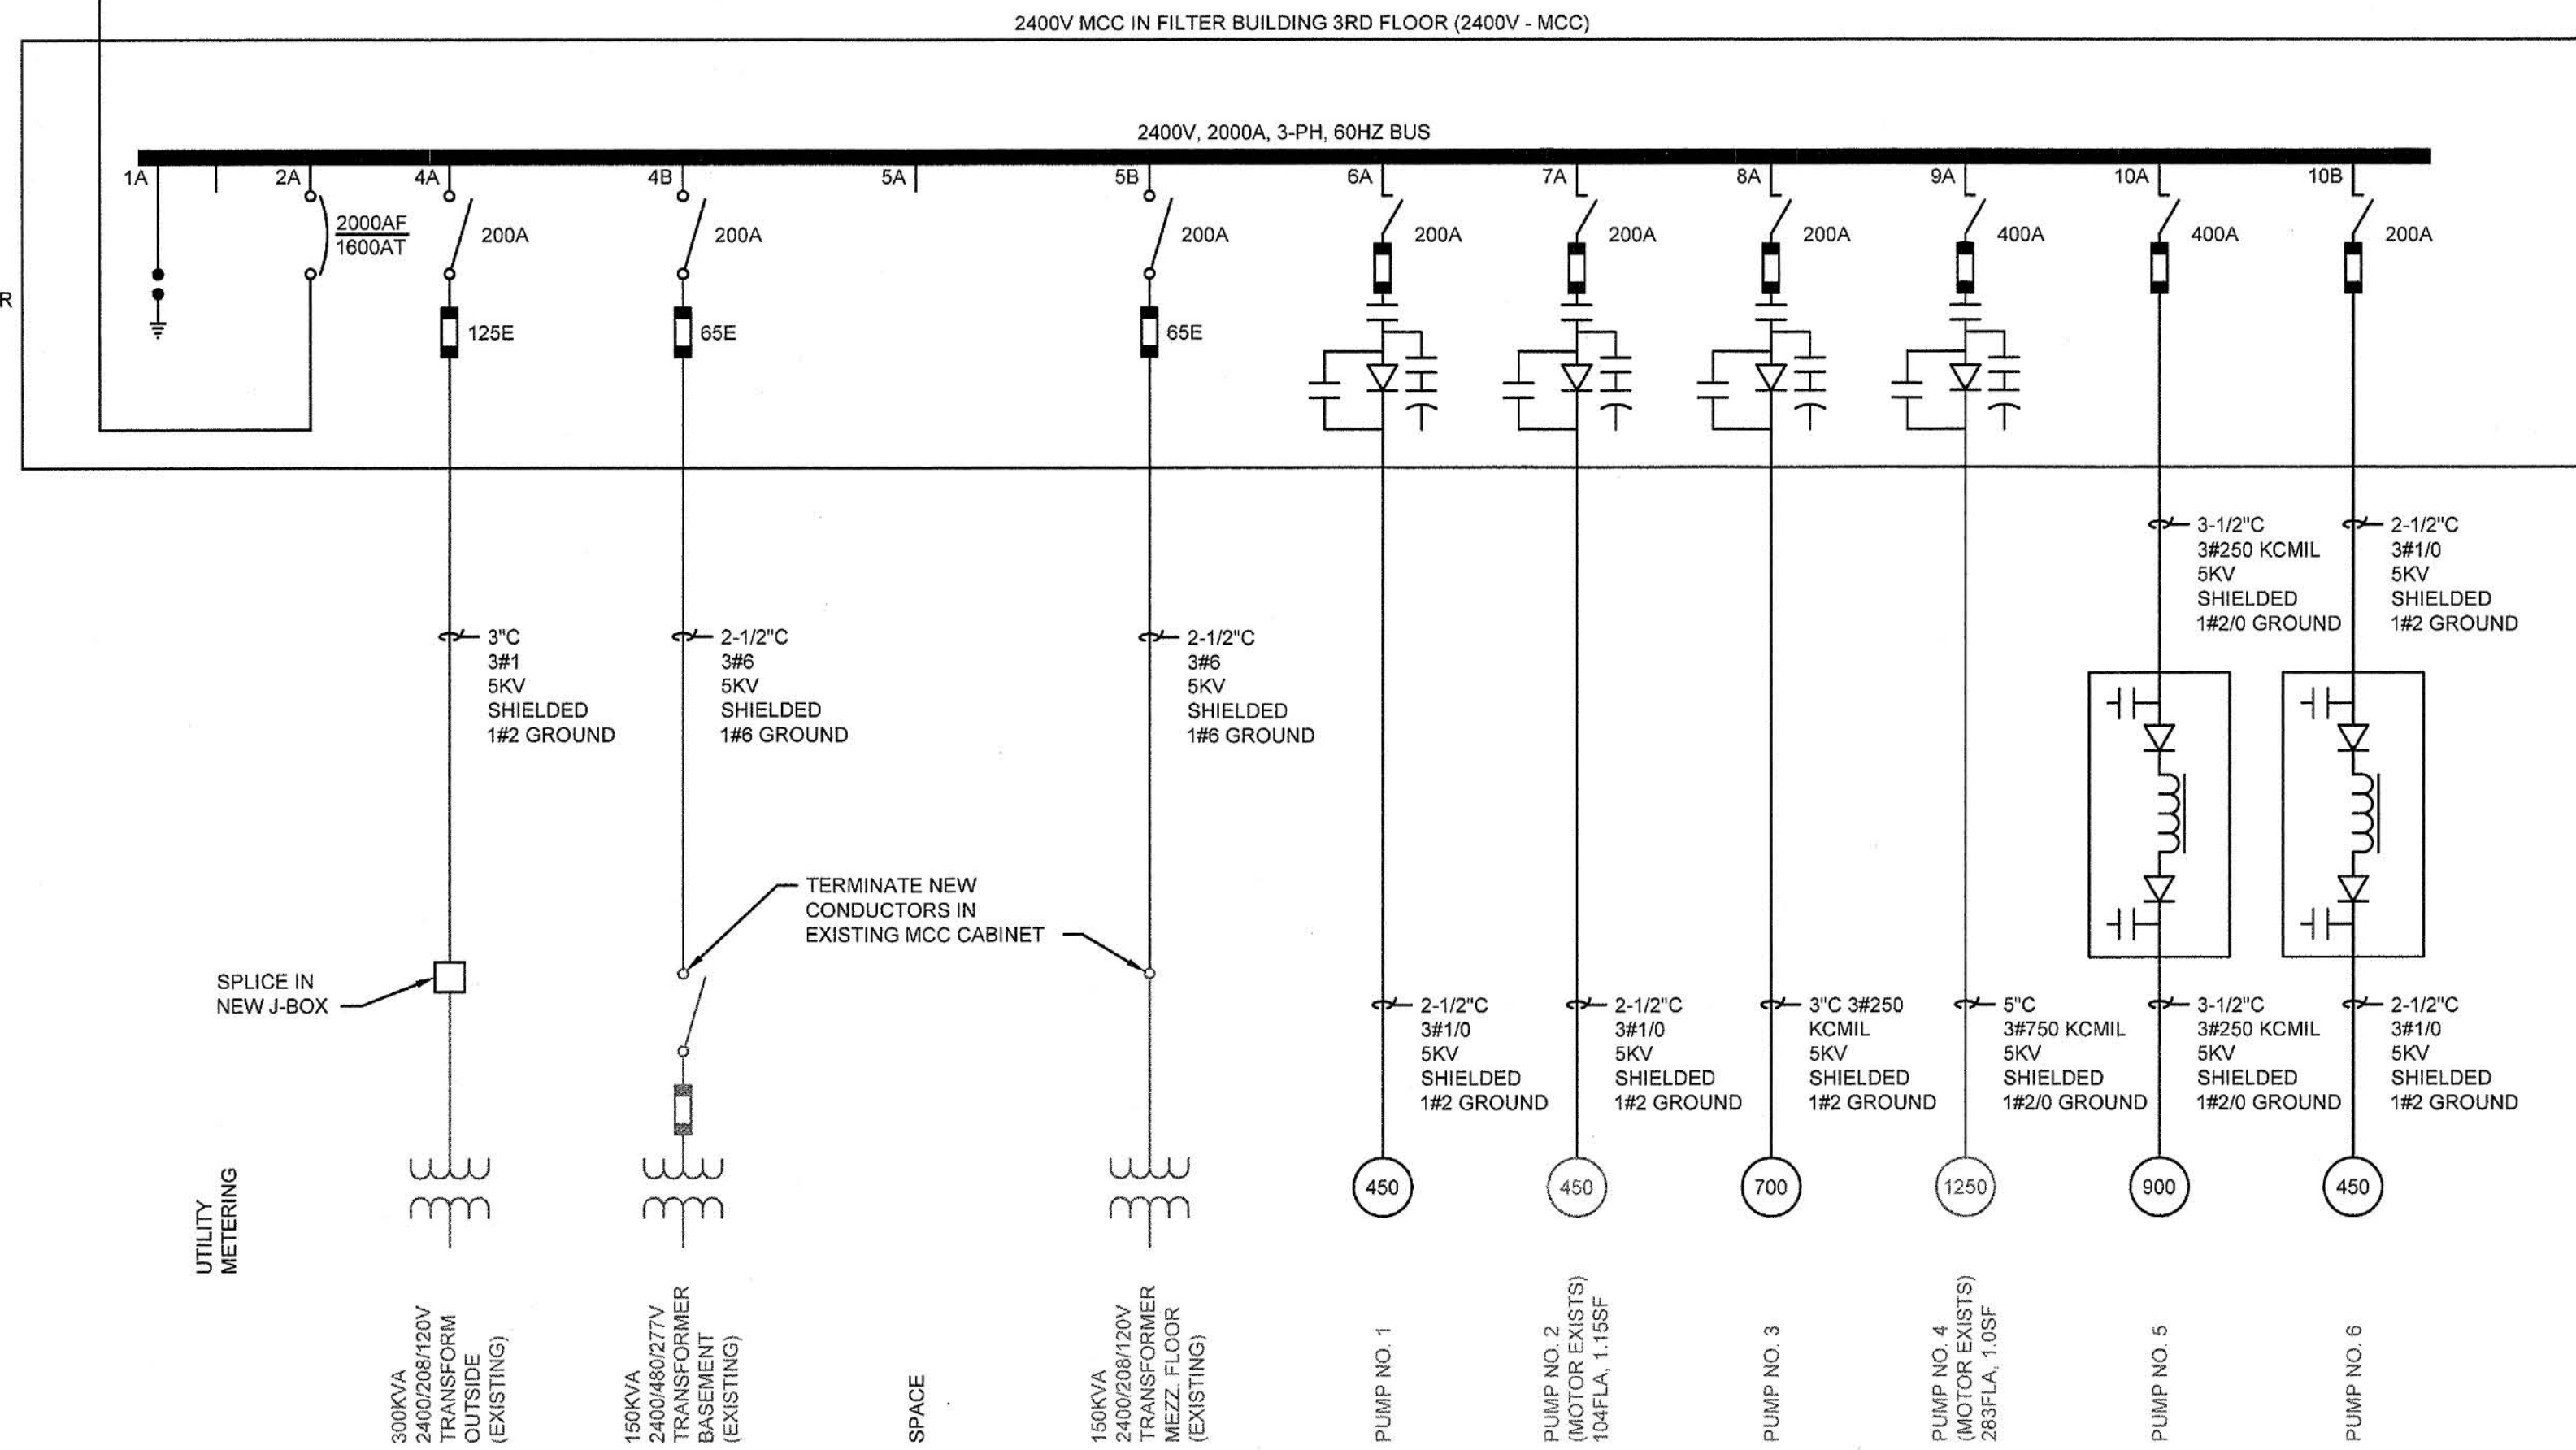 2400V MCC IN FILTER BUILDING 3RD FLOOR (2400V - MCC)
2400V, 2000A, 3-PH, 60HZ BUS
1A
2A
4A
4B
5A
5B
6A
7A
8A
9A
10A
10B
2000AF
1600AT
200A
200A
200A
200A
200A
200A
400A
400A
200A
R
125E
65E
65E
3-1/2"C
3#250 KCMIL
5KV
SHIELDED
1#2/0 GROUND
2-1/2"C
3#1/0
5KV
SHIELDED
1#2 GROUND
3"C
3#1
5KV
SHIELDED
1#2 GROUND
2-1/2"C
3#6
5KV
SHIELDED
1#6 GROUND
2-1/2"C
3#6
5KV
SHIELDED
1#6 GROUND
TERMINATE NEW
CONDUCTORS IN
EXISTING MCC CABINET
SPLICE IN
NEW J-BOX
2-1/2"C
3#1/0
5KV
SHIELDED
1#2 GROUND
2-1/2"C
3#1/0
5KV
SHIELDED
1#2 GROUND
3"C 3#250
KCMIL
5KV
SHIELDED
1#2 GROUND
5"C
3#750 KCMIL
5KV
SHIELDED
1#2/0 GROUND
3-1/2"C
3#250 KCMIL
5KV
SHIELDED
1#2/0 GROUND
2-1/2"C
3#1/0
5KV
SHIELDED
1#2 GROUND
450
450
700
1250
900
450
UTILITY
METERING
300KVA
2400/208/120V
TRANSFORM
OUTSIDE
(EXISTING)
150KVA
2400/480/277V
TRANSFORMER
BASEMENT
(EXISTING)
SPACE
150KVA
2400/208/120V
TRANSFORMER
MEZZ. FLOOR
(EXISTING)
PUMP NO. 1
PUMP NO. 2
(MOTOR EXISTS)
104FLA, 1.15SF
PUMP NO. 3
PUMP NO. 4
(MOTOR EXISTS)
283FLA, 1.0SF
PUMP NO. 5
PUMP NO. 6